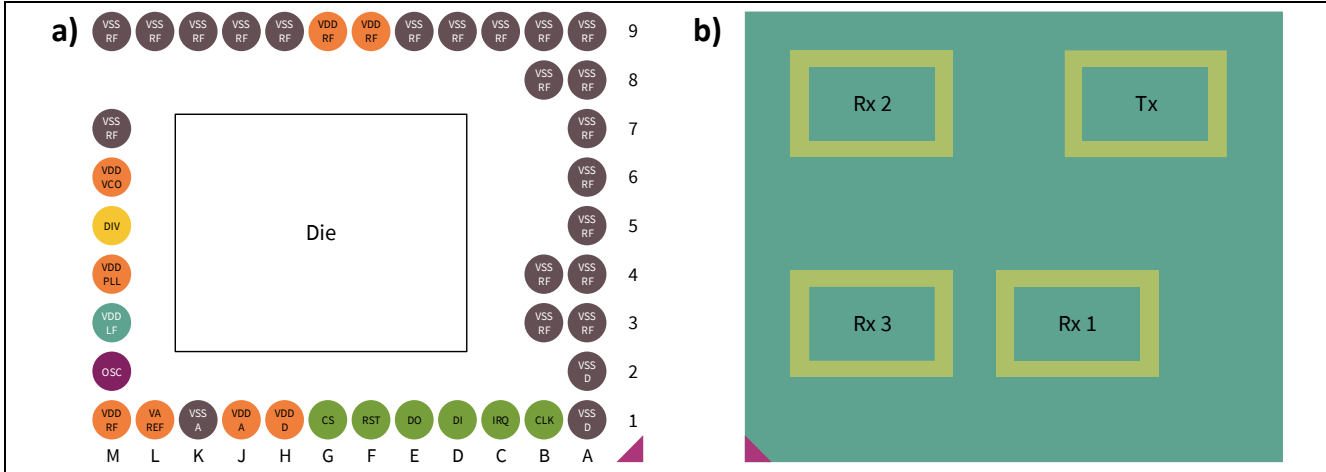 a)
VSS VSS VSS VSS VSS VDD VDD VSS VSS VSS VSS VSS
RF RF RF RF RF RF RF RF RF RF RF RF
9
VSS VSS
RF RF
8
VSS VSS
RF RF
7
VDD VSS
VCO RF
6
DIV VSS
RF
5
VDD VSS VSS
PLL RF RF
4
VDD VSS VSS
LF RF RF
3
OSC VSS
D
2
Die
VDD VA VSS VDD VDD CS RST DO DI IRQ CLK VSS
RF REF A A D D
1
M L K J H G F E D C B A
b)
Rx 2 Tx
Rx 3 Rx 1